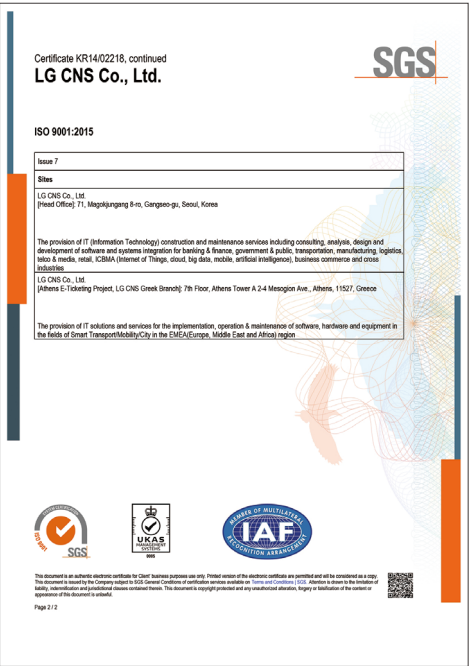 Certificate KR14/02218, continued
LG CNS Co., Ltd.
SGS
ISO 9001:2015
Issue 7
Sites
LG CNS Co., Ltd.
[Head Office]: 71, Magokjungang 8-ro, Gangseo-gu, Seoul, Korea
The provision of IT (Information Technology) construction and maintenance services including consulting, analysis, design and
development of software and systems integration for banking & finance, government & public, transportation, manufacturing, logistics,
telco & media, retail, ICBMA (Internet of Things, cloud, big data, mobile, artificial intelligence), business commerce and cross
industries
LG CNS Co., Ltd.
[Athens E-Ticketing Project, LG CNS Greek Branch]: 7th Floor, Athens Tower A 2-4 Mesogion Ave., Athens, 11527, Greece
The provision of IT solutions and services for the implementation, operation & maintenance of software, hardware and equipment in
the fields of Smart Transport/Mobility/City in the EMEA(Europe, Middle East and Africa) region
ISO 9001
SGS
UKAS
MANAGEMENT
SYSTEMS
0005
MEMBER OF MULTILATERAL
IAF
RECOGNITION ARRANGEMENT
This document is an authentic electronic certificate for Client' business purposes use only. Printed version of the electronic certificate are permitted and will be considered as a copy.
This document is issued by the Company subject to SGS General Conditions of certification services available on Terms and Conditions | SGS. Attention is drawn to the limitation of
liability, indemnification and jurisdictional clauses contained therein. This document is copyright protected and any unauthorized alteration, forgery or falsification of the content or
appearance of this document is unlawful.
Page 2 / 2